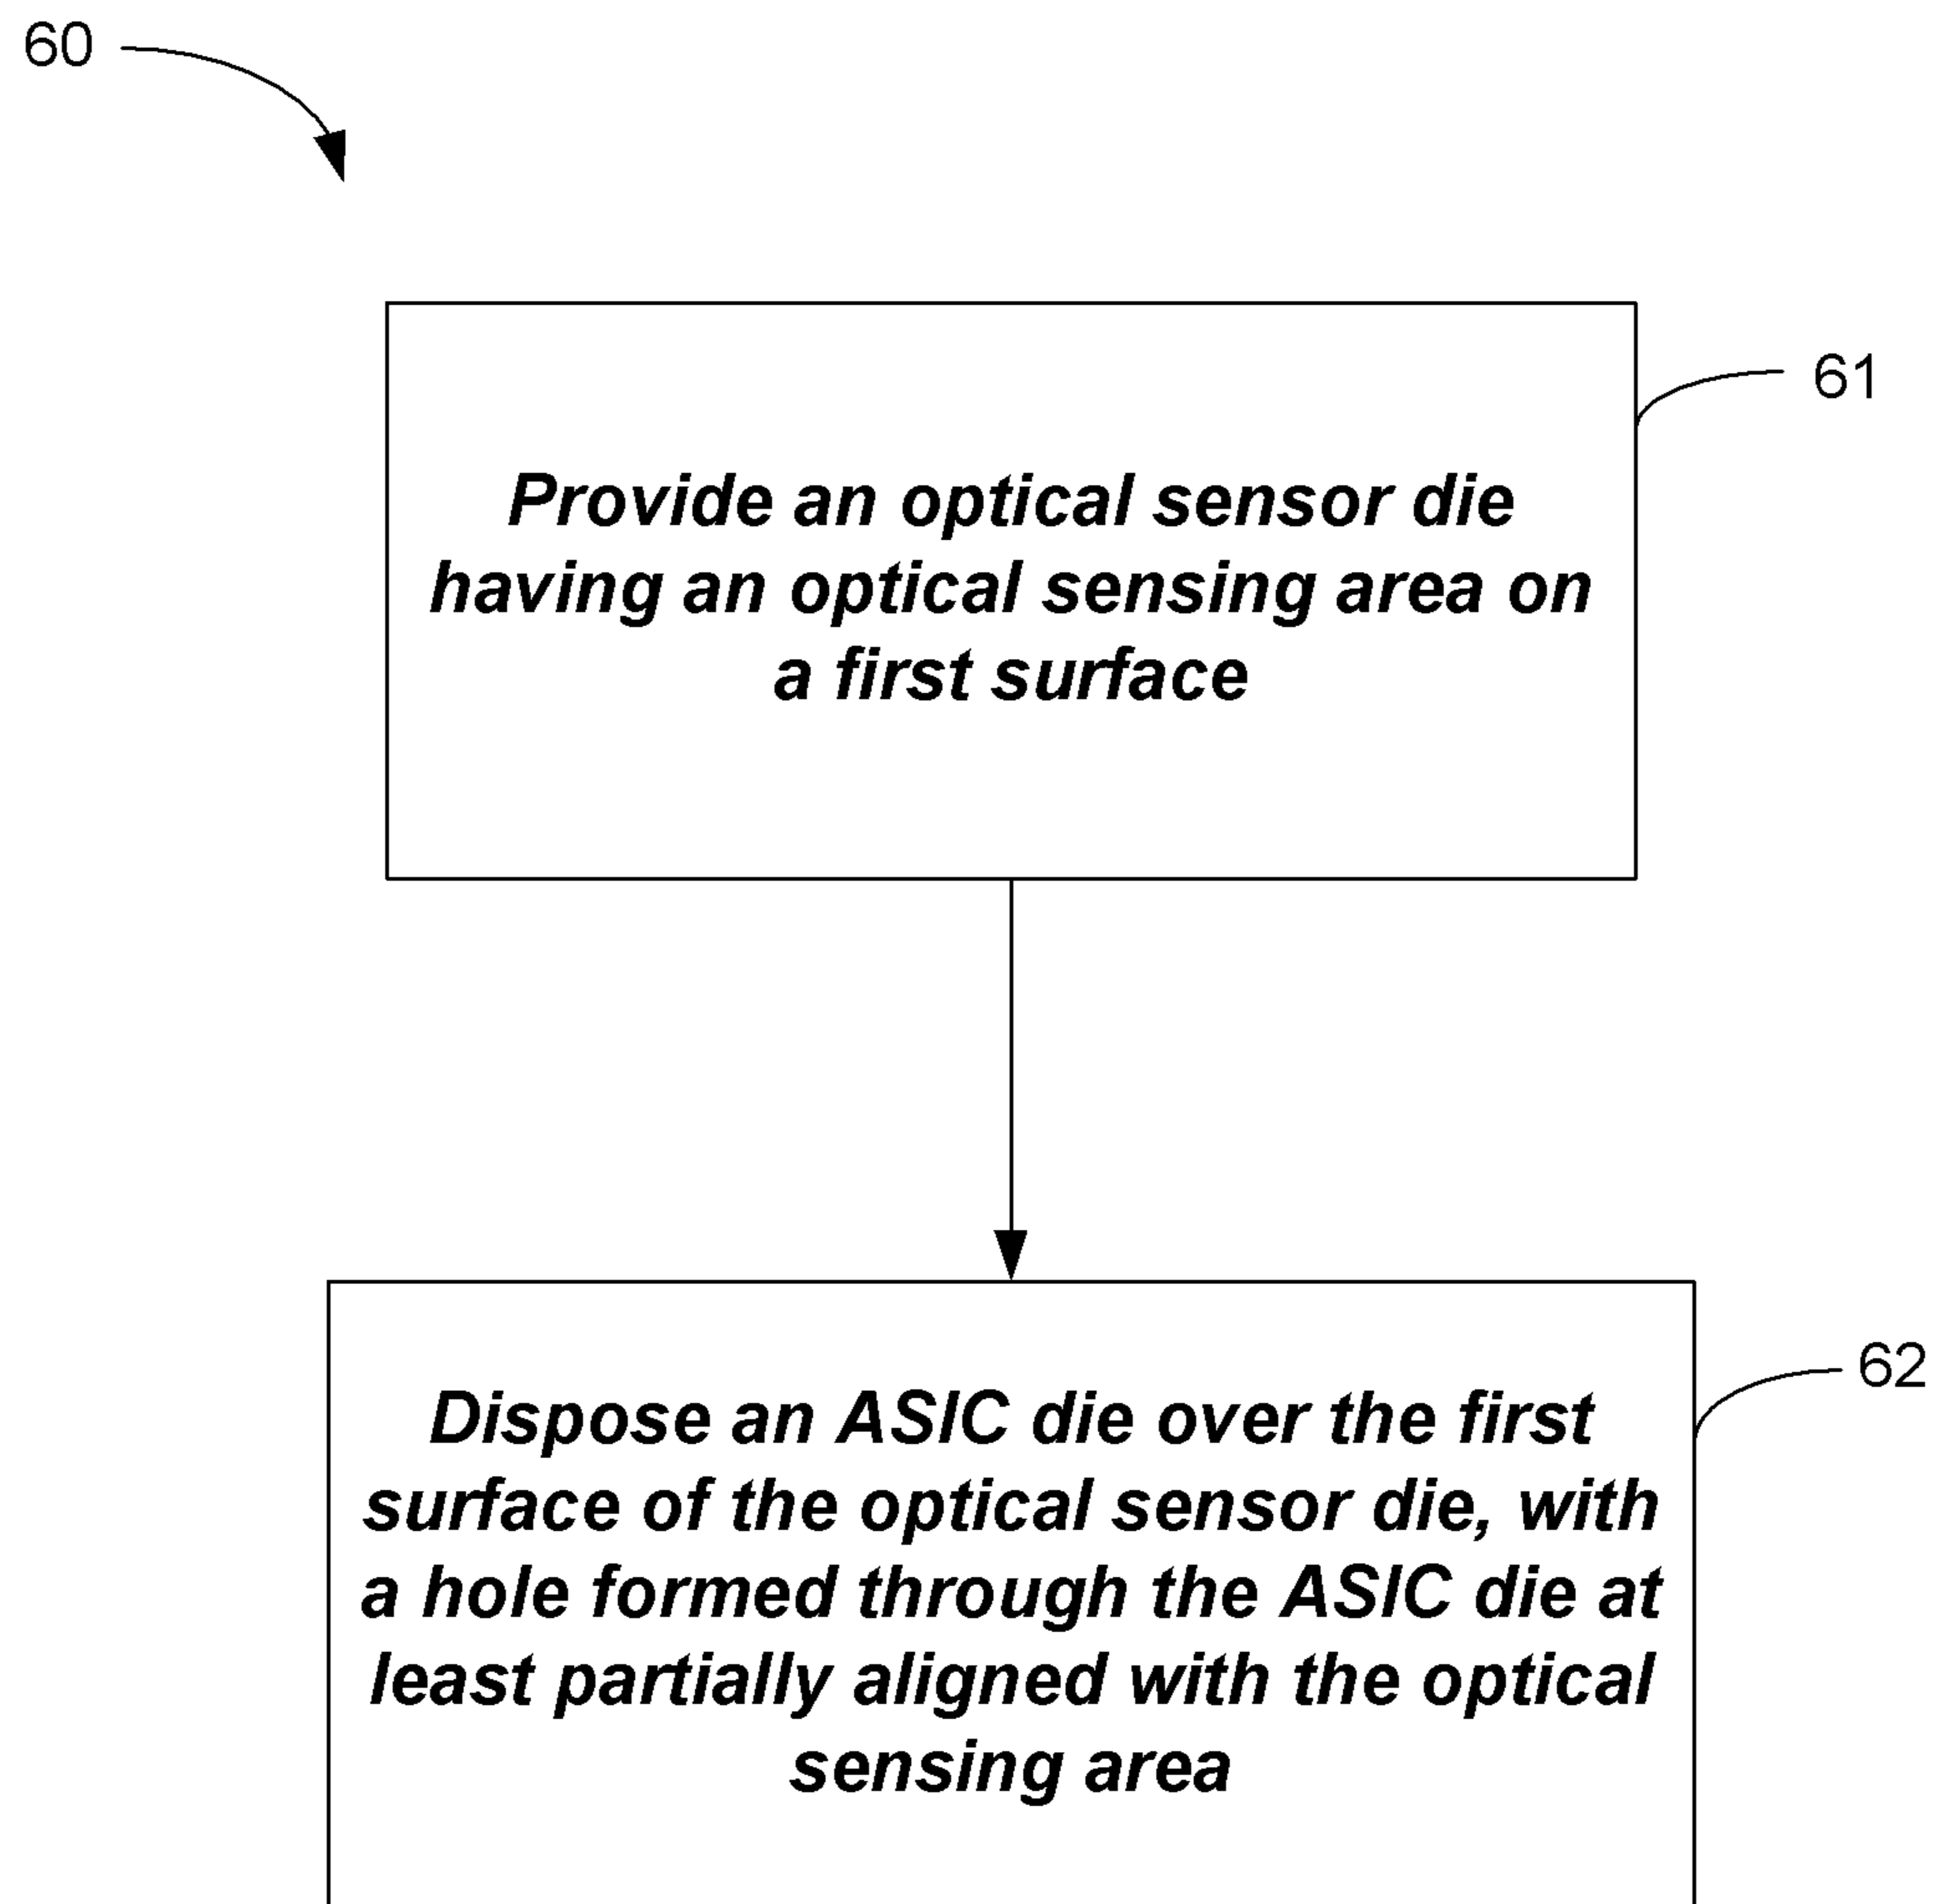 60
61
Provide an optical sensor die
having an optical sensing area on
a first surface
62
Dispose an ASIC die over the first
surface of the optical sensor die, with
a hole formed through the ASIC die at
least partially aligned with the optical
sensing area